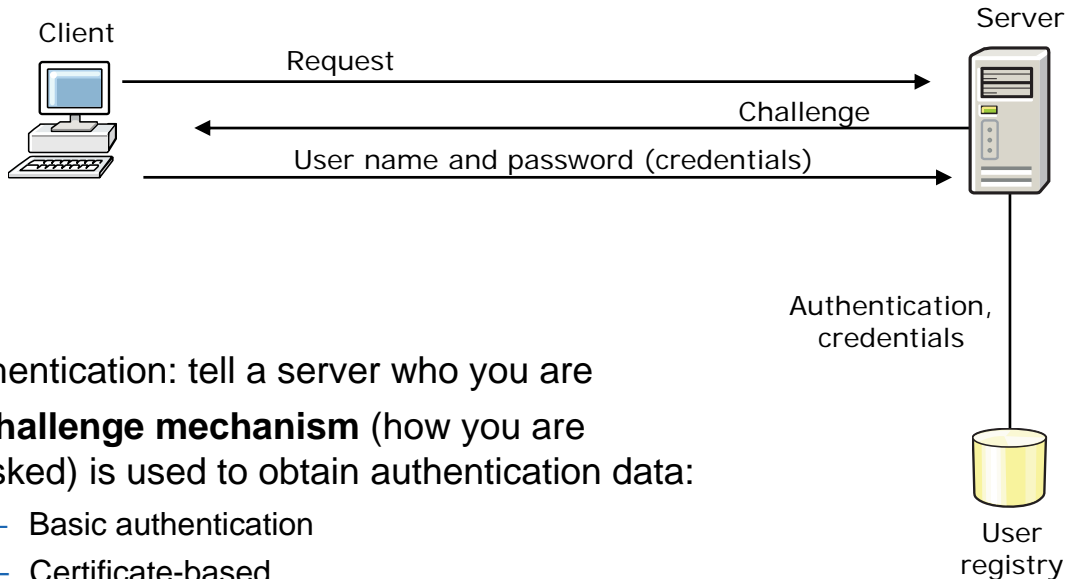 Server
Client
Request
Challenge
User name and password (credentials)
Authentication,
credentials
hentication: tell a server who you are
hallenge mechanism (how you are
sked) is used to obtain authentication data:
– Basic authentication
– Certificate-based
User
registry